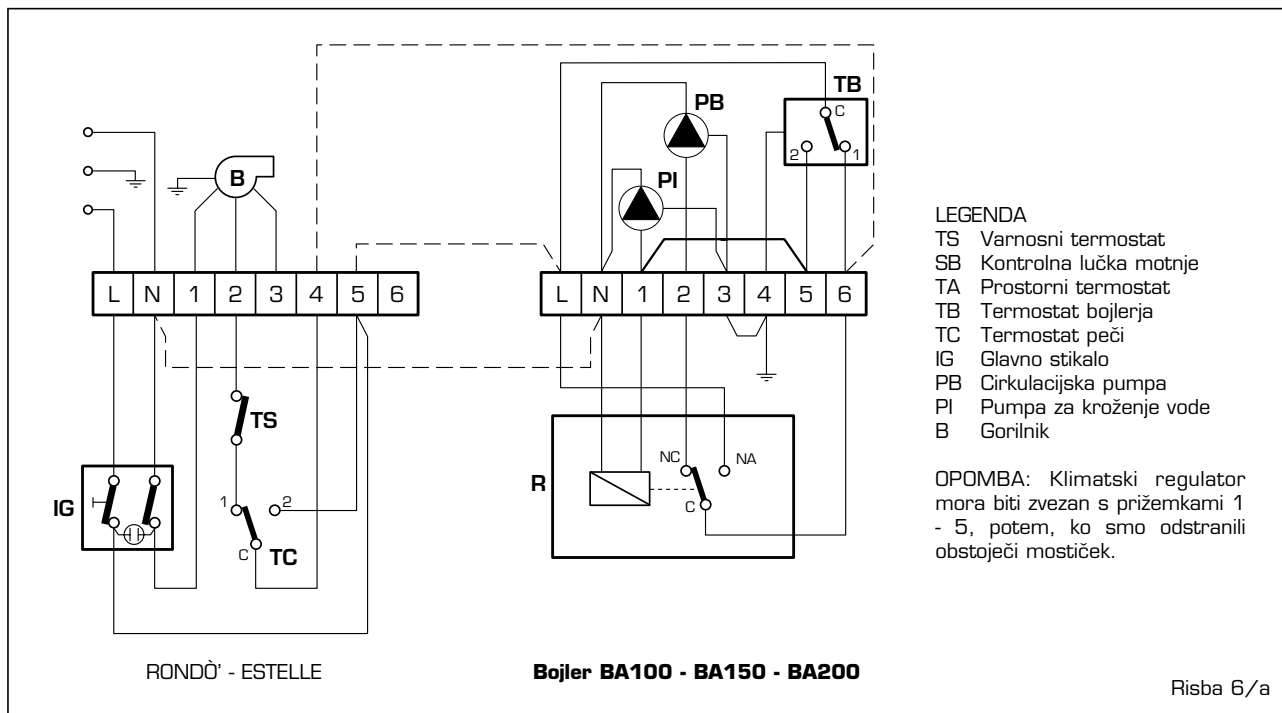 TB
C
2
1
PB
PI
B
L N 1 2 3 4 5 6
L N 1 2 3 4 5 6
TS
1
2
C
TC
IG
R
NC
NA
C
LEGENDA
TS Varnosni termostat
SB Kontrolna lučka motnje
TA Prostorni termostat
TB Termostat bojlerja
TC Termostat peči
IG Glavno stikalo
PB Cirkulacijska pumpa
PI Pumpa za kroženje vode
B Gorilnik
OPOMBA: Klimatski regulator
mora biti zvezan s prižemkami 1
- 5, potem, ko smo odstranili
obstoječi mostiček.
RONDÒ' - ESTELLE
Bojler BA100 - BA150 - BA200
Risba 6/a